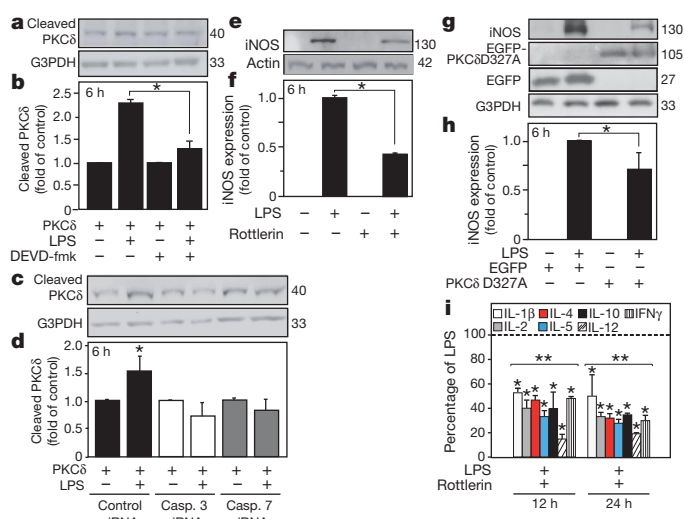 a Cleaved PKCδ 40
G3PDH 33
b
6 h
Cleaved PKCδ (fold of control)
2.5
2.0
1.5
1.0
0.5
0
*
PKCδ + + + +
LPS – + – +
DEVD-fmk – – + +
c Cleaved PKCδ 40
G3PDH 33
d
6 h
Cleaved PKCδ (fold of control)
2.0
1.5
1.0
0.5
0
*
PKCδ + + + + + +
LPS – + – + – +
Control Casp. 3 Casp. 7
e
iNOS 130
Actin 42
f
6 h
iNOS expression (fold of control)
1.0
0.5
0
*
LPS – + – +
Rottlerin – – + +
g
iNOS 130
EGFP-PKCδD327A 105
EGFP 27
G3PDH 33
h
6 h
iNOS expression (fold of control)
1.0
0.5
0
*
LPS – + – +
EGFP + + – –
PKCδ D327A – – + +
i
IL-1β IL-4 IL-10 IFNγ
IL-2 IL-5 IL-12
Percentage of LPS
100
80
60
40
20
0
** **
* * * * * * *
* * * * * * *
LPS + +
Rottlerin + +
12 h 24 h